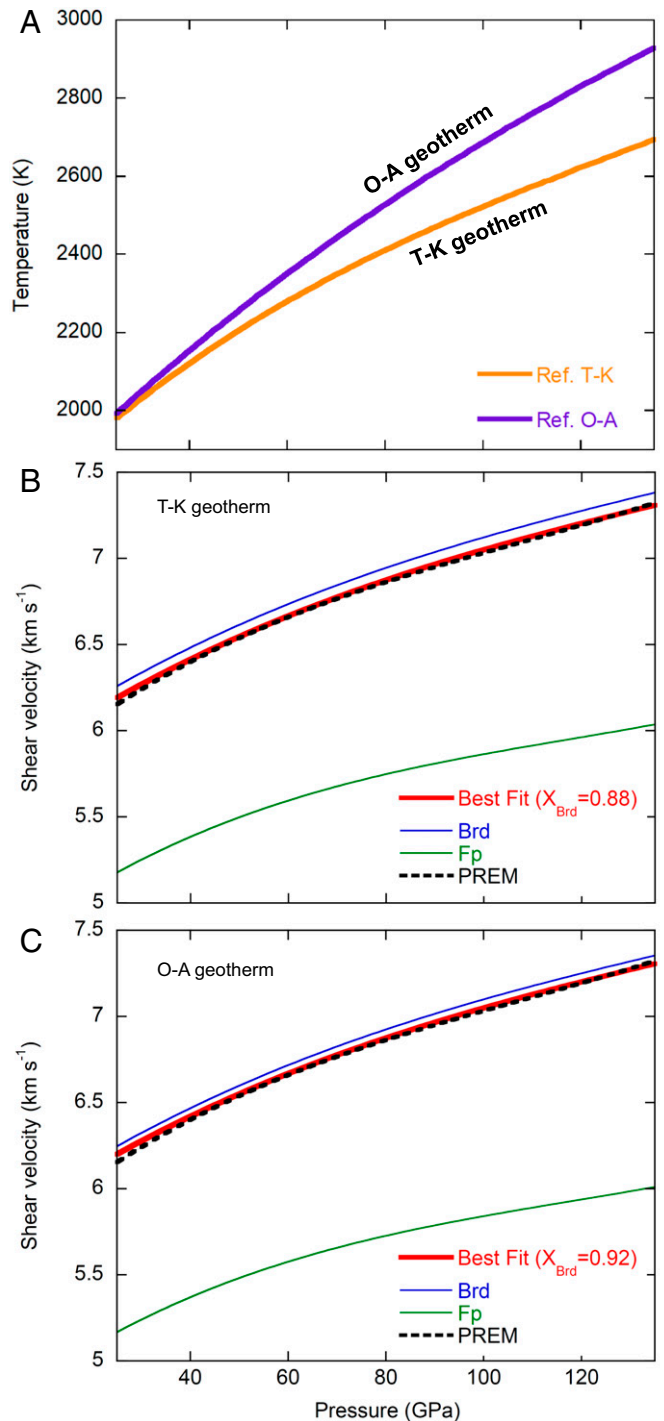 A
3000
2800
2600
2400
2200
2000
Temperature (K)
O-A geotherm
T-K geotherm
Ref. T-K
Ref. O-A
B
7.5
7
6.5
6
5.5
5
Shear velocity (km s⁻¹)
T-K geotherm
Best Fit (X_Brd=0.88)
Brd
Fp
PREM
C
7.5
7
6.5
6
5.5
5
Shear velocity (km s⁻¹)
O-A geotherm
Best Fit (X_Brd=0.92)
Brd
Fp
PREM
40 60 80 100 120
Pressure (GPa)